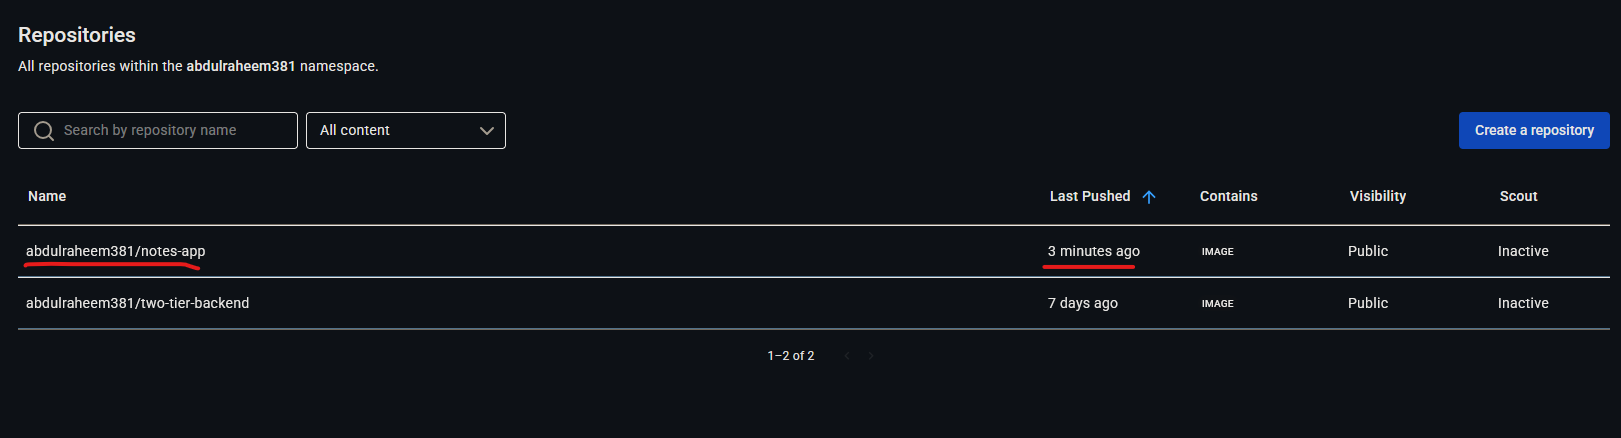 Repositories
All repositories within the abdulraheem381 namespace.
Search by repository name All content Create a repository
Name Last Pushed Contains Visibility Scout
abdulraheem381/notes-app 3 minutes ago IMAGE Public Inactive
abdulraheem381/two-tier-backend 7 days ago IMAGE Public Inactive
1–2 of 2